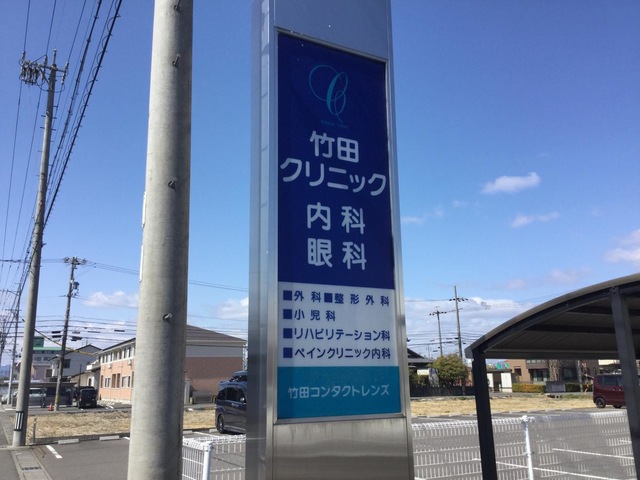 竹田
クリニック
内科
眼科
■外科■整形外科
■小児科
■リハビリテーション科
■ペインクリニック内科
竹田コンタクトレンズ